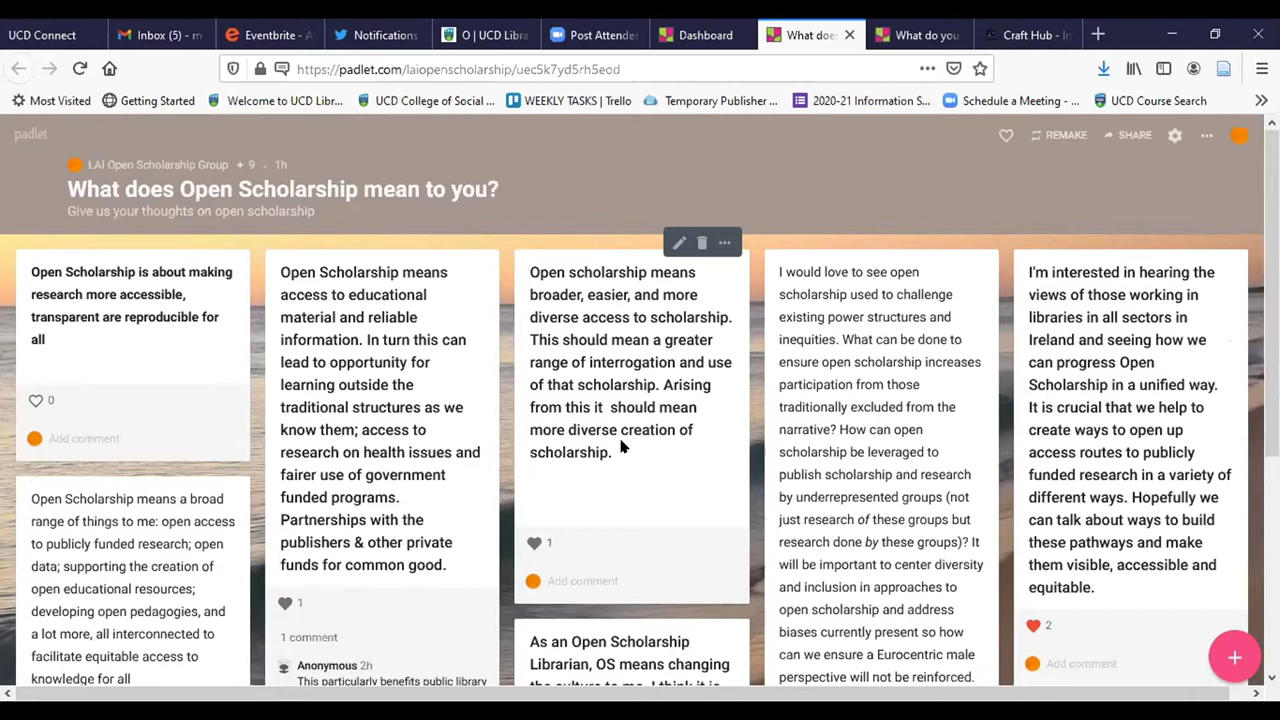 UCD Connect
Inbox (5) - m
Eventbrite - A
Notifications
O | UCD Libra
Post Attende
Dashboard
What does
What do you
Craft Hub - In
https://padlet.com/laiopenscholarship/uec5k7yd5rh5eod
Most Visited
Getting Started
Welcome to UCD Libr...
UCD College of Social ...
WEEKLY TASKS | Trello
Temporary Publisher ...
2020-21 Information S...
Schedule a Meeting - ...
UCD Course Search
padlet
REMAKE
SHARE
LAI Open Scholarship Group + 9 . 1h
What does Open Scholarship mean to you?
Give us your thoughts on open scholarship
Open Scholarship is about making
research more accessible,
transparent are reproducible for
all
0
Add comment
Open Scholarship means a broad
range of things to me: open access
to publicly funded research; open
data; supporting the creation of
open educational resources;
developing open pedagogies, and
a lot more, all interconnected to
facilitate equitable access to
knowledge for all
Open Scholarship means
access to educational
material and reliable
information. In turn this can
lead to opportunity for
learning outside the
traditional structures as we
know them; access to
research on health issues and
fairer use of government
funded programs.
Partnerships with the
publishers & other private
funds for common good.
1
1 comment
Anonymous 2h
This particularly benefits public library
Open scholarship means
broader, easier, and more
diverse access to scholarship.
This should mean a greater
range of interrogation and use
of that scholarship. Arising
from this it should mean
more diverse creation of
scholarship.
1
Add comment
As an Open Scholarship
Librarian, OS means changing
the culture to me. I think it is
I would love to see open
scholarship used to challenge
existing power structures and
inequities. What can be done to
ensure open scholarship increases
participation from those
traditionally excluded from the
narrative? How can open
scholarship be leveraged to
publish scholarship and research
by underrepresented groups (not
just research of these groups but
research done by these groups)? It
will be important to center diversity
and inclusion in approaches to
open scholarship and address
biases currently present so how
can we ensure a Eurocentric male
perspective will not be reinforced.
I'm interested in hearing the
views of those working in
libraries in all sectors in
Ireland and seeing how we
can progress Open
Scholarship in a unified way.
It is crucial that we help to
create ways to open up
access routes to publicly
funded research in a variety of
different ways. Hopefully we
can talk about ways to build
these pathways and make
them visible, accessible and
equitable.
2
Add comment